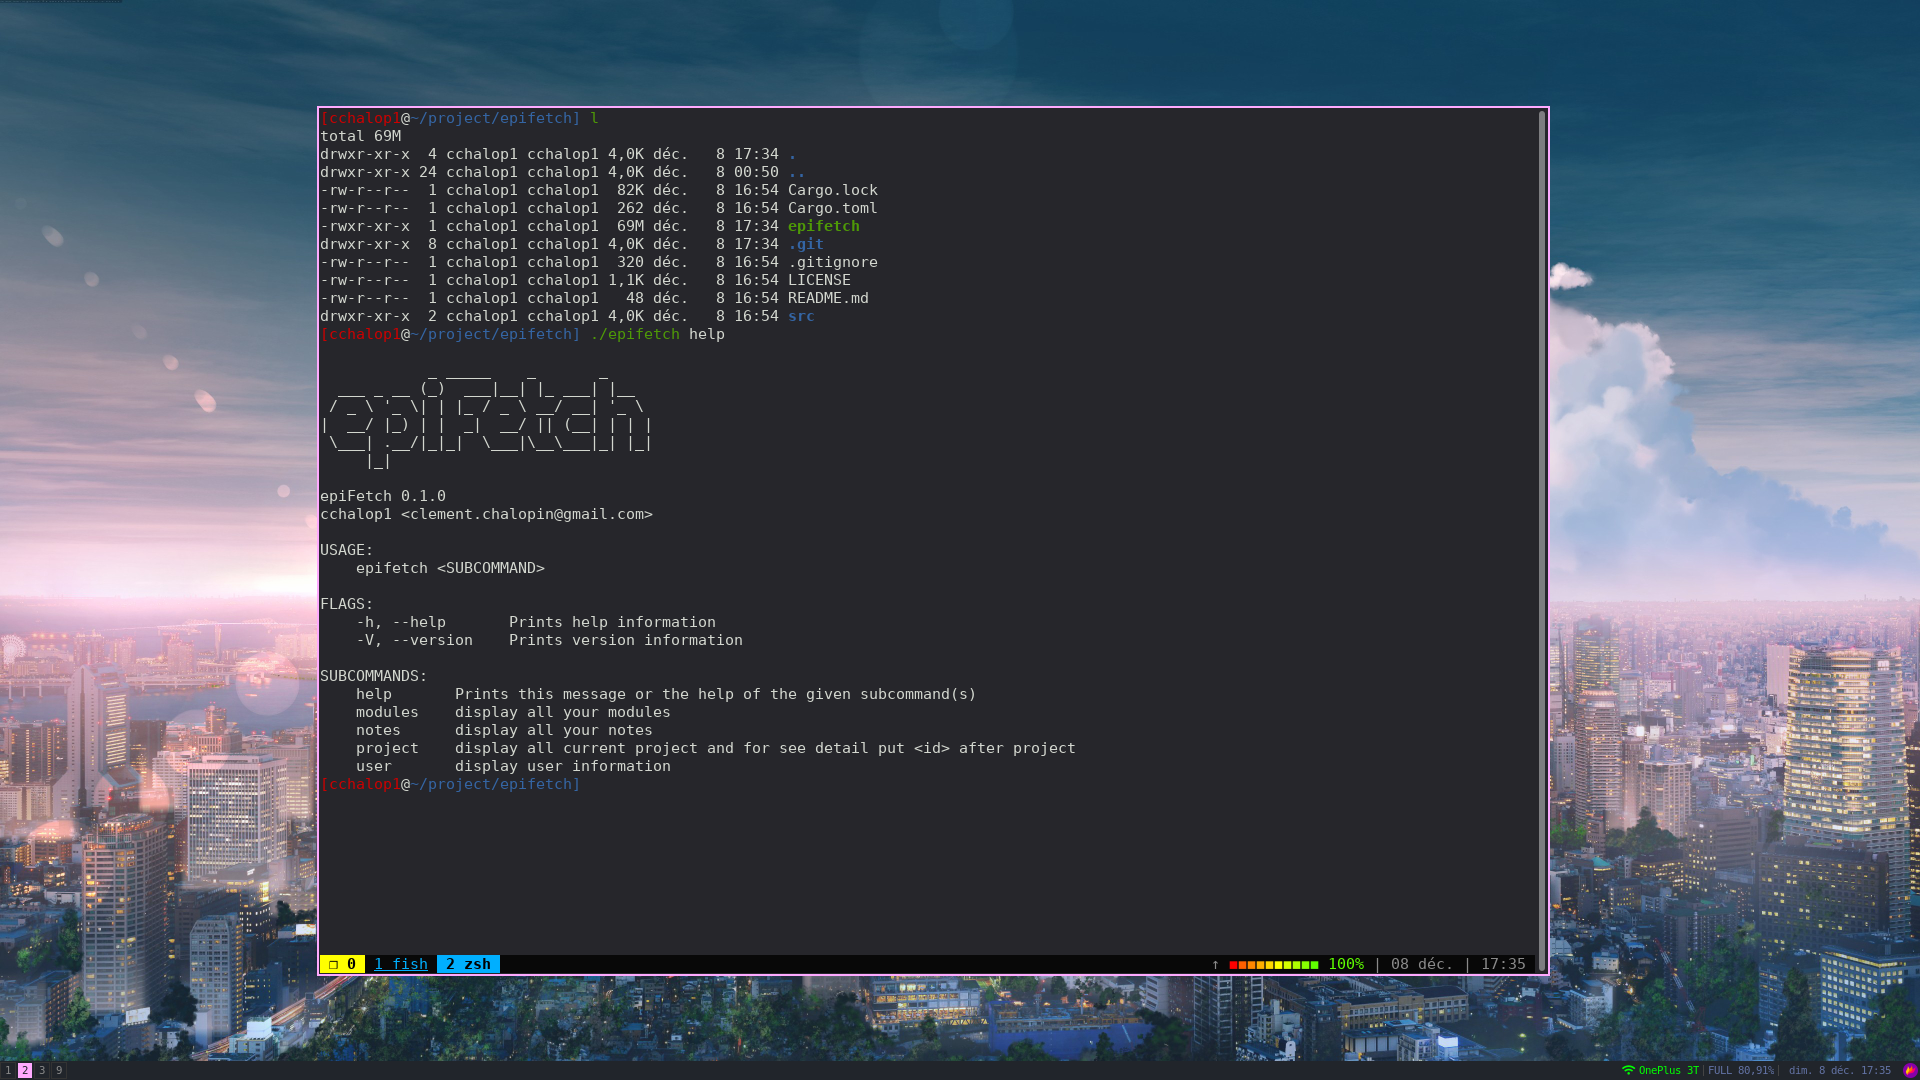 [cchalop1@~/project/epifetch] l
total 69M
drwxr-xr-x  4 cchalop1 cchalop1 4,0K déc.   8 17:34 .
drwxr-xr-x 24 cchalop1 cchalop1 4,0K déc.   8 00:50 ..
-rw-r--r--  1 cchalop1 cchalop1  82K déc.   8 16:54 Cargo.lock
-rw-r--r--  1 cchalop1 cchalop1  262 déc.   8 16:54 Cargo.toml
-rwxr-xr-x  1 cchalop1 cchalop1  69M déc.   8 17:34 epifetch
drwxr-xr-x  8 cchalop1 cchalop1 4,0K déc.   8 17:34 .git
-rw-r--r--  1 cchalop1 cchalop1  320 déc.   8 16:54 .gitignore
-rw-r--r--  1 cchalop1 cchalop1 1,1K déc.   8 16:54 LICENSE
-rw-r--r--  1 cchalop1 cchalop1   48 déc.   8 16:54 README.md
drwxr-xr-x  2 cchalop1 cchalop1 4,0K déc.   8 16:54 src
[cchalop1@~/project/epifetch] ./epifetch help
epiFetch
epiFetch 0.1.0
cchalop1 <clement.chalopin@gmail.com>
USAGE:
    epifetch <SUBCOMMAND>
FLAGS:
    -h, --help       Prints help information
    -V, --version    Prints version information
SUBCOMMANDS:
    help       Prints this message or the help of the given subcommand(s)
    modules    display all your modules
    notes      display all your notes
    project    display all current project and for see detail put <id> after project
    user       display user information
[cchalop1@~/project/epifetch]
❐ 0 1 fish 2 zsh ↑ 100% | 08 déc. | 17:35
1 2 3 9 OnePlus 3T | FULL 80,91% | dim. 8 déc. 17:35